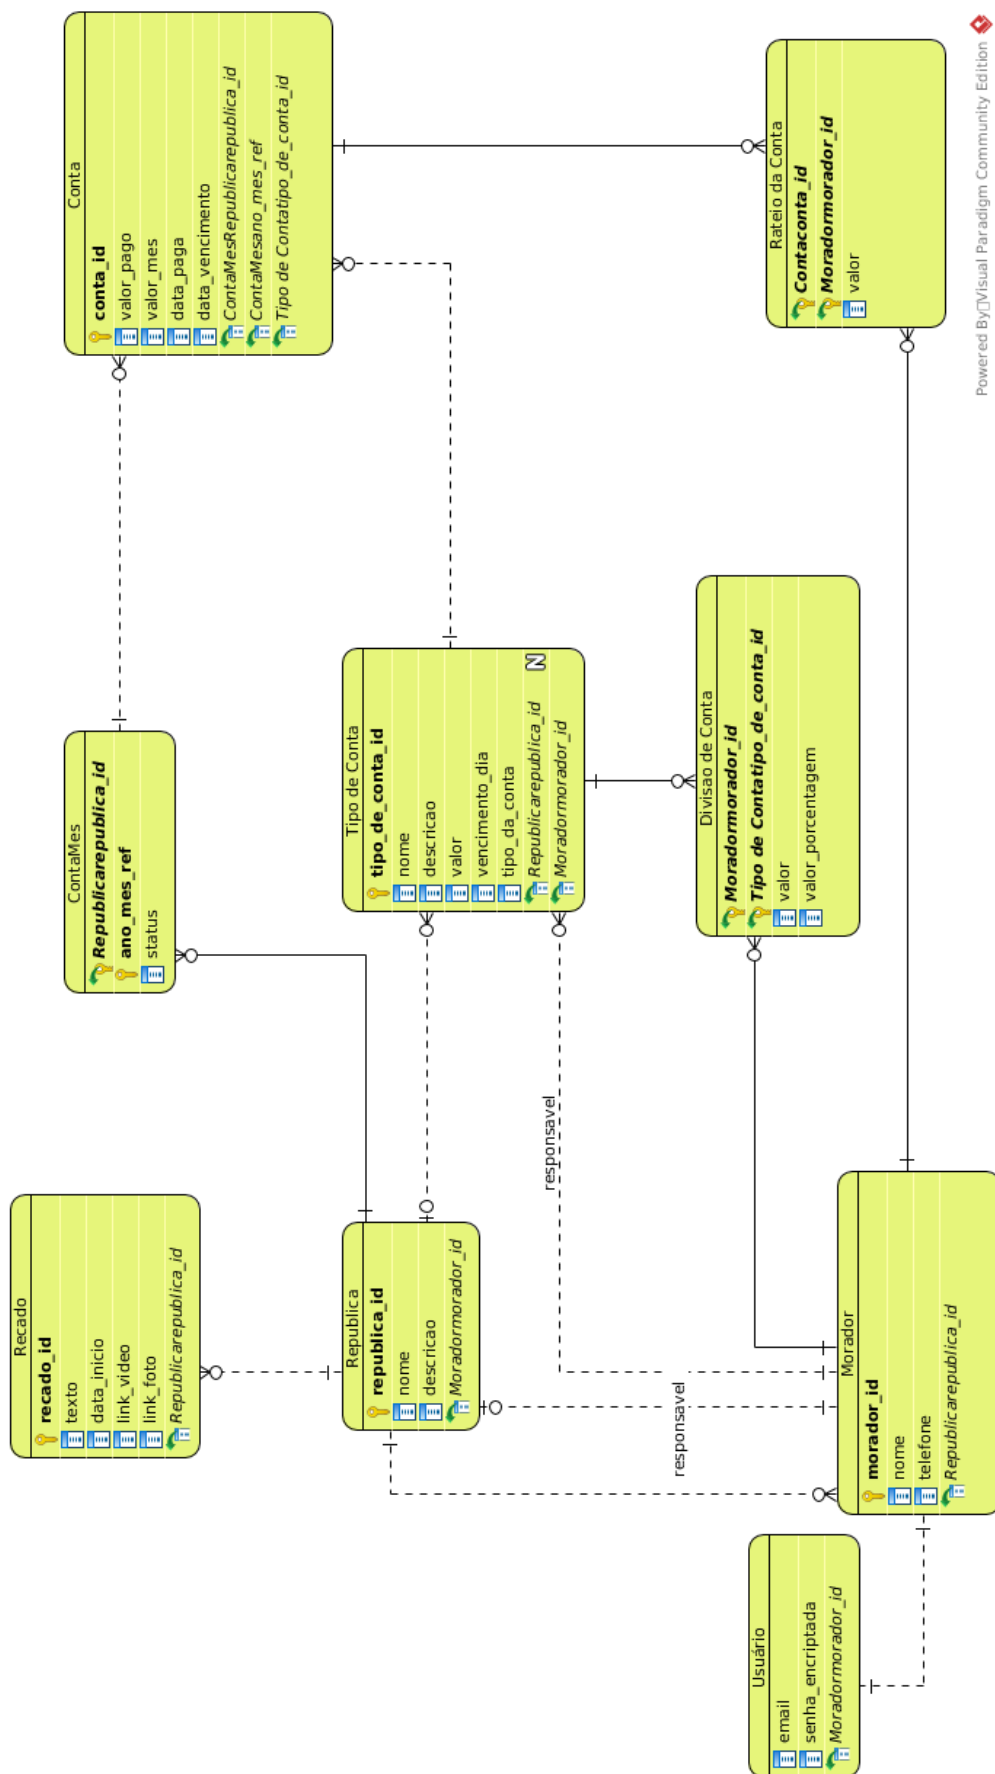 Usuário
email
senha_encriptada
Moradormorador_id
Morador
morador_id
nome
telefone
Republicarepublica_id
Recado
recado_id
texto
data_inicio
link_video
link_foto
Republicarepublica_id
Republica
republica_id
nome
descricao
Moradormorador_id
responsavel
responsavel
ContaMes
Republicarepublica_id
ano_mes_ref
status
Tipo de Conta
tipo_de_conta_id
nome
descricao
valor
vencimento_dia
tipo_da_conta
Republicarepublica_id
N
Moradormorador_id
Divisao de Conta
Moradormorador_id
Tipo de Contatipo_de_conta_id
valor
valor_porcentagem
Conta
conta_id
valor_pago
valor_mes
data_paga
data_vencimento
ContaMesRepublicarepublica_id
ContaMesano_mes_ref
Tipo de Contatipo_de_conta_id
Rateio da Conta
Contaconta_id
Moradormorador_id
valor
Powered By□Visual Paradigm Community Edition